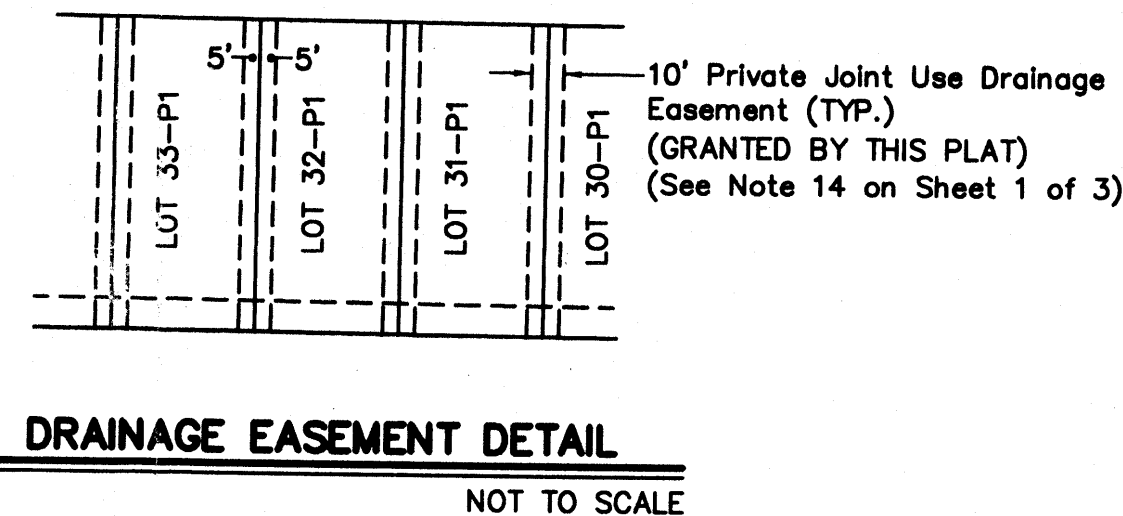 5' 5'
10' Private Joint Use Drainage
Easement (TYP.)
(GRANTED BY THIS PLAT)
(See Note 14 on Sheet 1 of 3)
LOT 33-P1
LOT 32-P1
LOT 31-P1
LOT 30-P1
DRAINAGE EASEMENT DETAIL
NOT TO SCALE